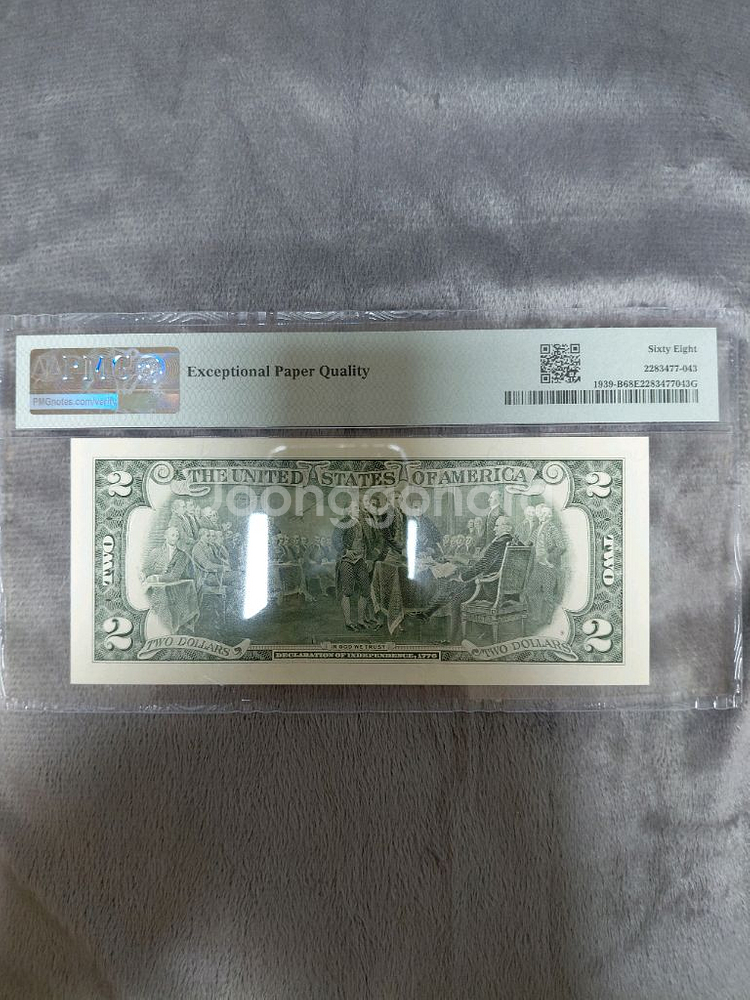 PMG
PMGnotes.com/verify
Exceptional Paper Quality
Sixty Eight
2283477-043
1939-B68E2283477043G
2 THE UNITED STATES OF AMERICA 2
Joonggonara
TWO TWO
2 TWO DOLLARS IN GOD WE TRUST TWO DOLLARS 2
DECLARATION OF INDEPENDENCE, 1776